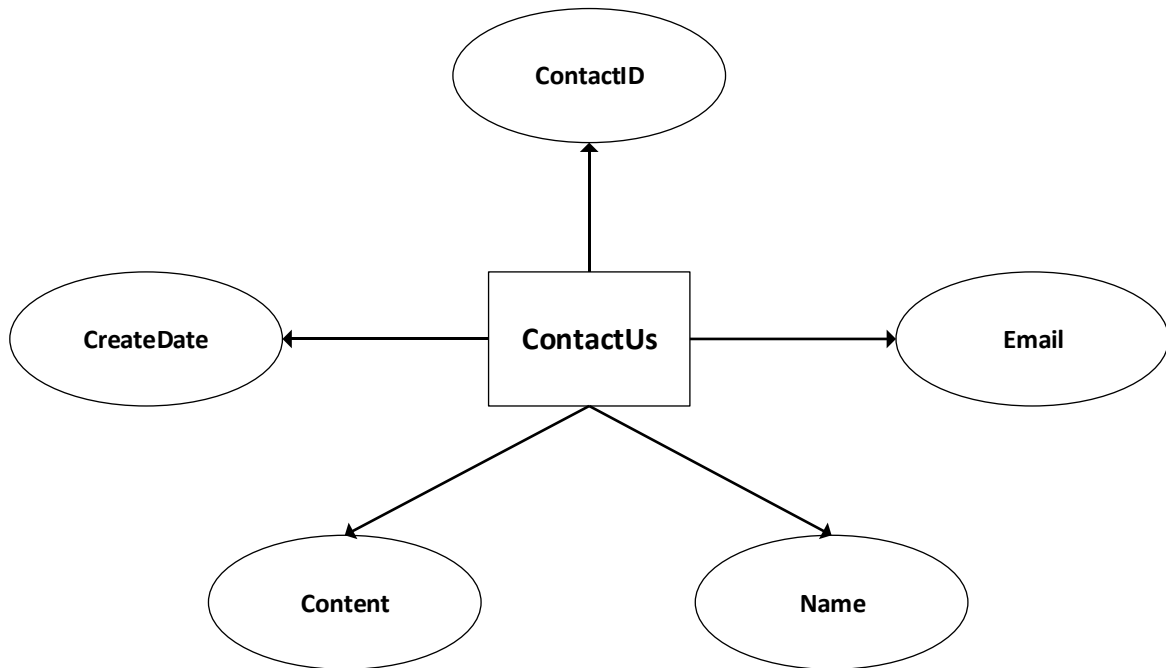 ContactID
CreateDate
ContactUs
Email
Content
Name